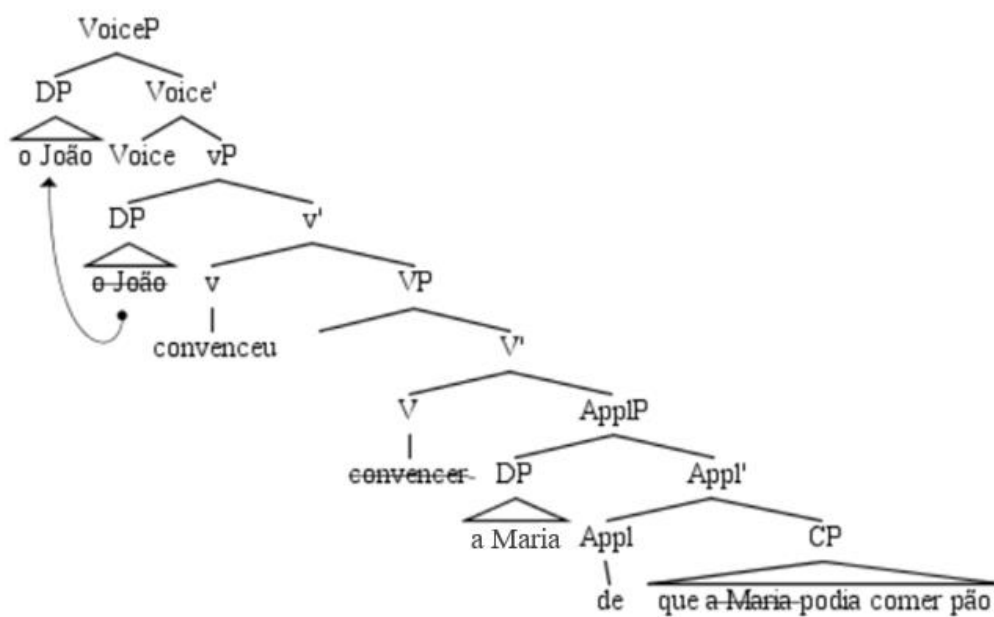 VoiceP
DP Voice'
o João Voice vP
DP v'
o João v VP
convenceu V'
V ApplP
convencer DP Appl'
a Maria Appl CP
de que a Maria podia comer pão